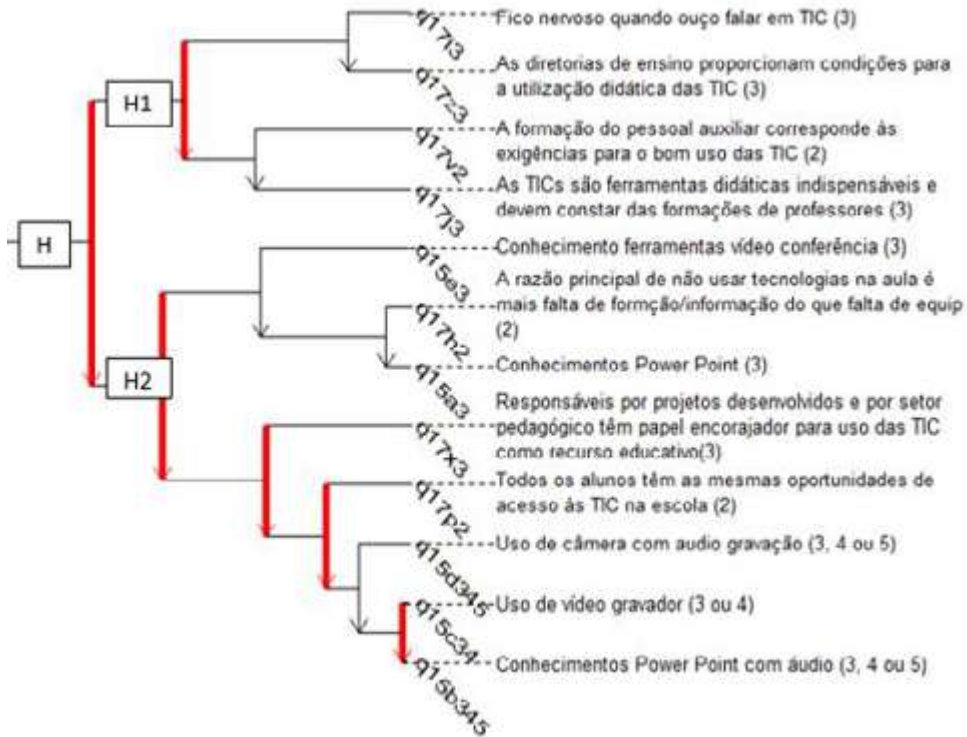 q17i3 Fico nervoso quando ouço falar em TIC (3)
q17z3 As diretorias de ensino proporcionam condições para
a utilização didática das TIC (3)
H1
q17v2 A formação do pessoal auxiliar corresponde às
exigências para o bom uso das TIC (2)
q17j3 As TICs são ferramentas didáticas indispensáveis e
devem constar das formações de professores (3)
H
q15e3 Conhecimento ferramentas vídeo conferência (3)
q17h2 A razão principal de não usar tecnologias na aula é
mais falta de formção/informação do que falta de equip
(2)
H2
q15a3 Conhecimentos Power Point (3)
q17x3 Responsáveis por projetos desenvolvidos e por setor
pedagógico têm papel encorajador para uso das TIC
como recurso educativo(3)
q17p2 Todos os alunos têm as mesmas oportunidades de
acesso às TIC na escola (2)
q15d345 Uso de câmera com audio gravação (3, 4 ou 5)
q15c34 Uso de vídeo gravador (3 ou 4)
q15b345 Conhecimentos Power Point com áudio (3, 4 ou 5)